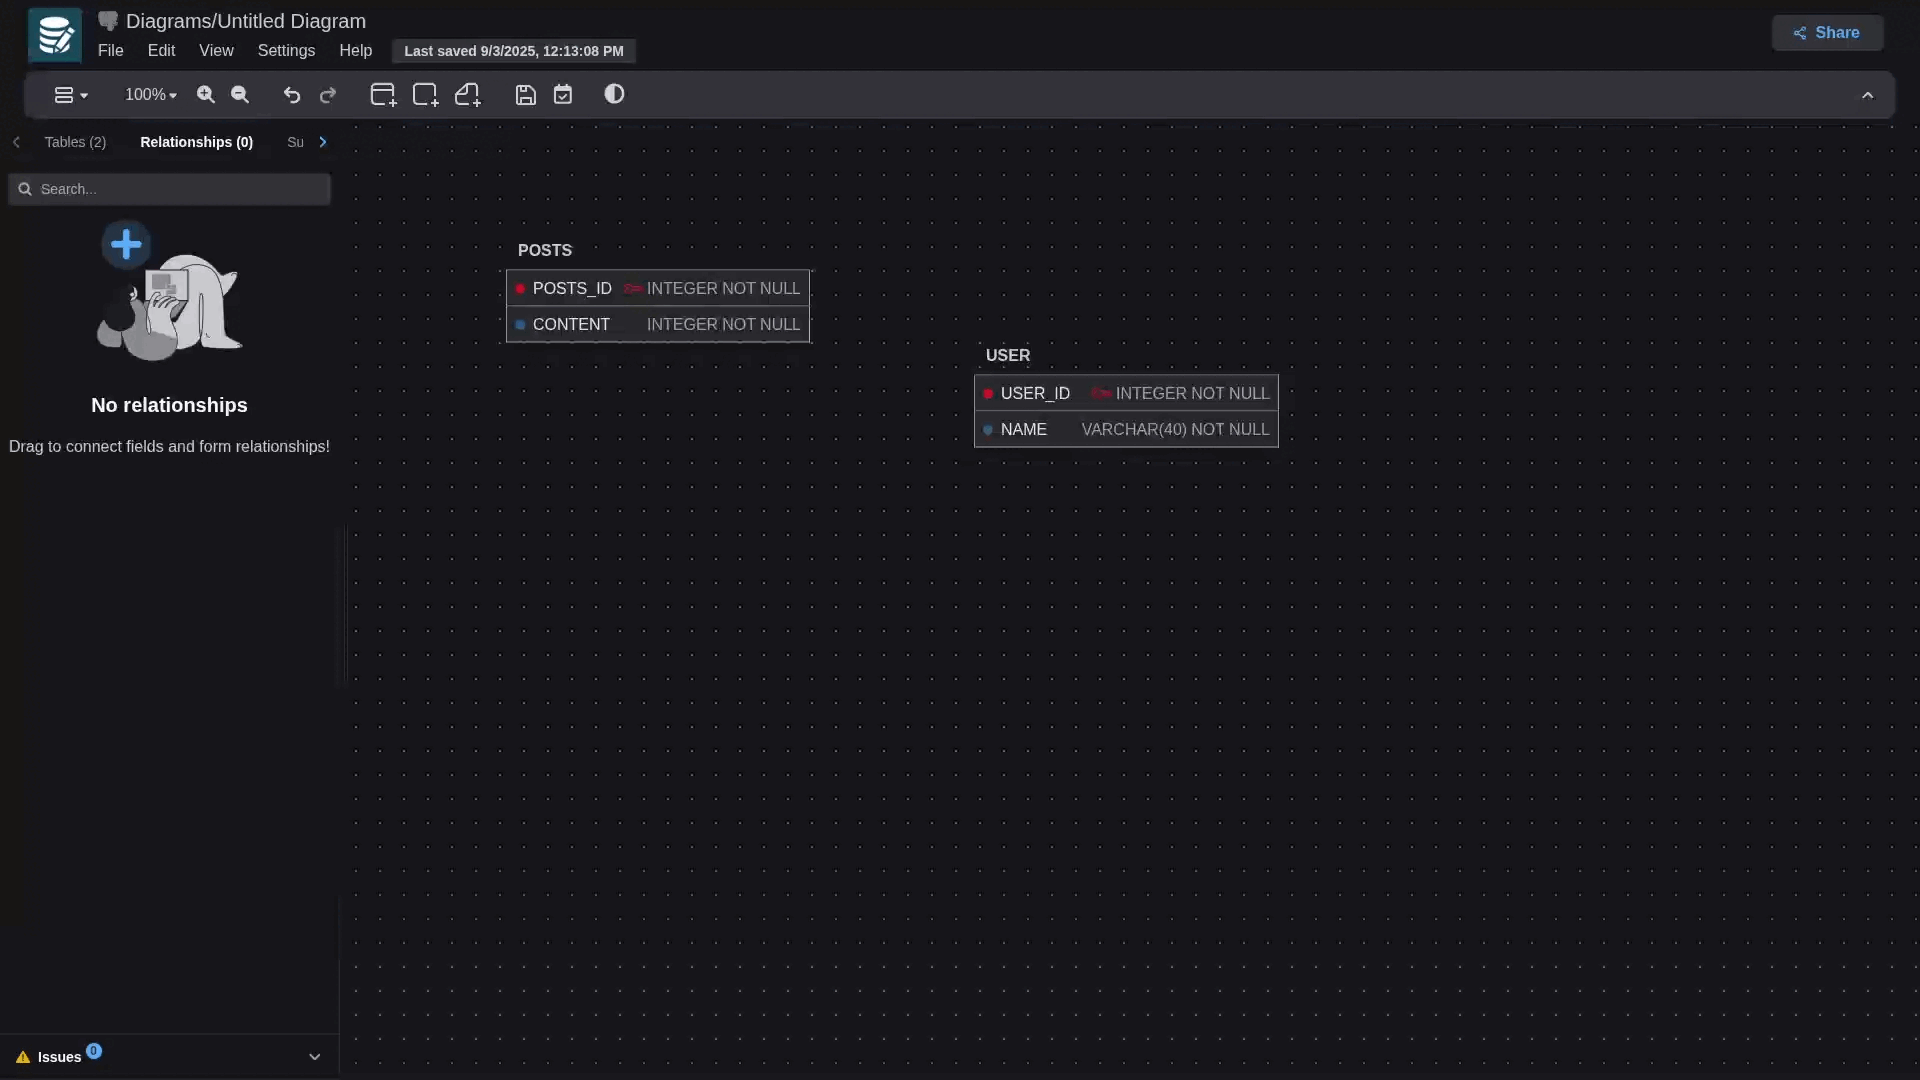 Diagrams/Untitled Diagram
File Edit View Settings Help Last saved 9/3/2025, 12:13:08 PM
Share
100%
Tables (2) Relationships (0) Su
Search...
No relationships
Drag to connect fields and form relationships!
POSTS
POSTS_ID INTEGER NOT NULL
CONTENT INTEGER NOT NULL
USER
USER_ID INTEGER NOT NULL
NAME VARCHAR(40) NOT NULL
Issues 0